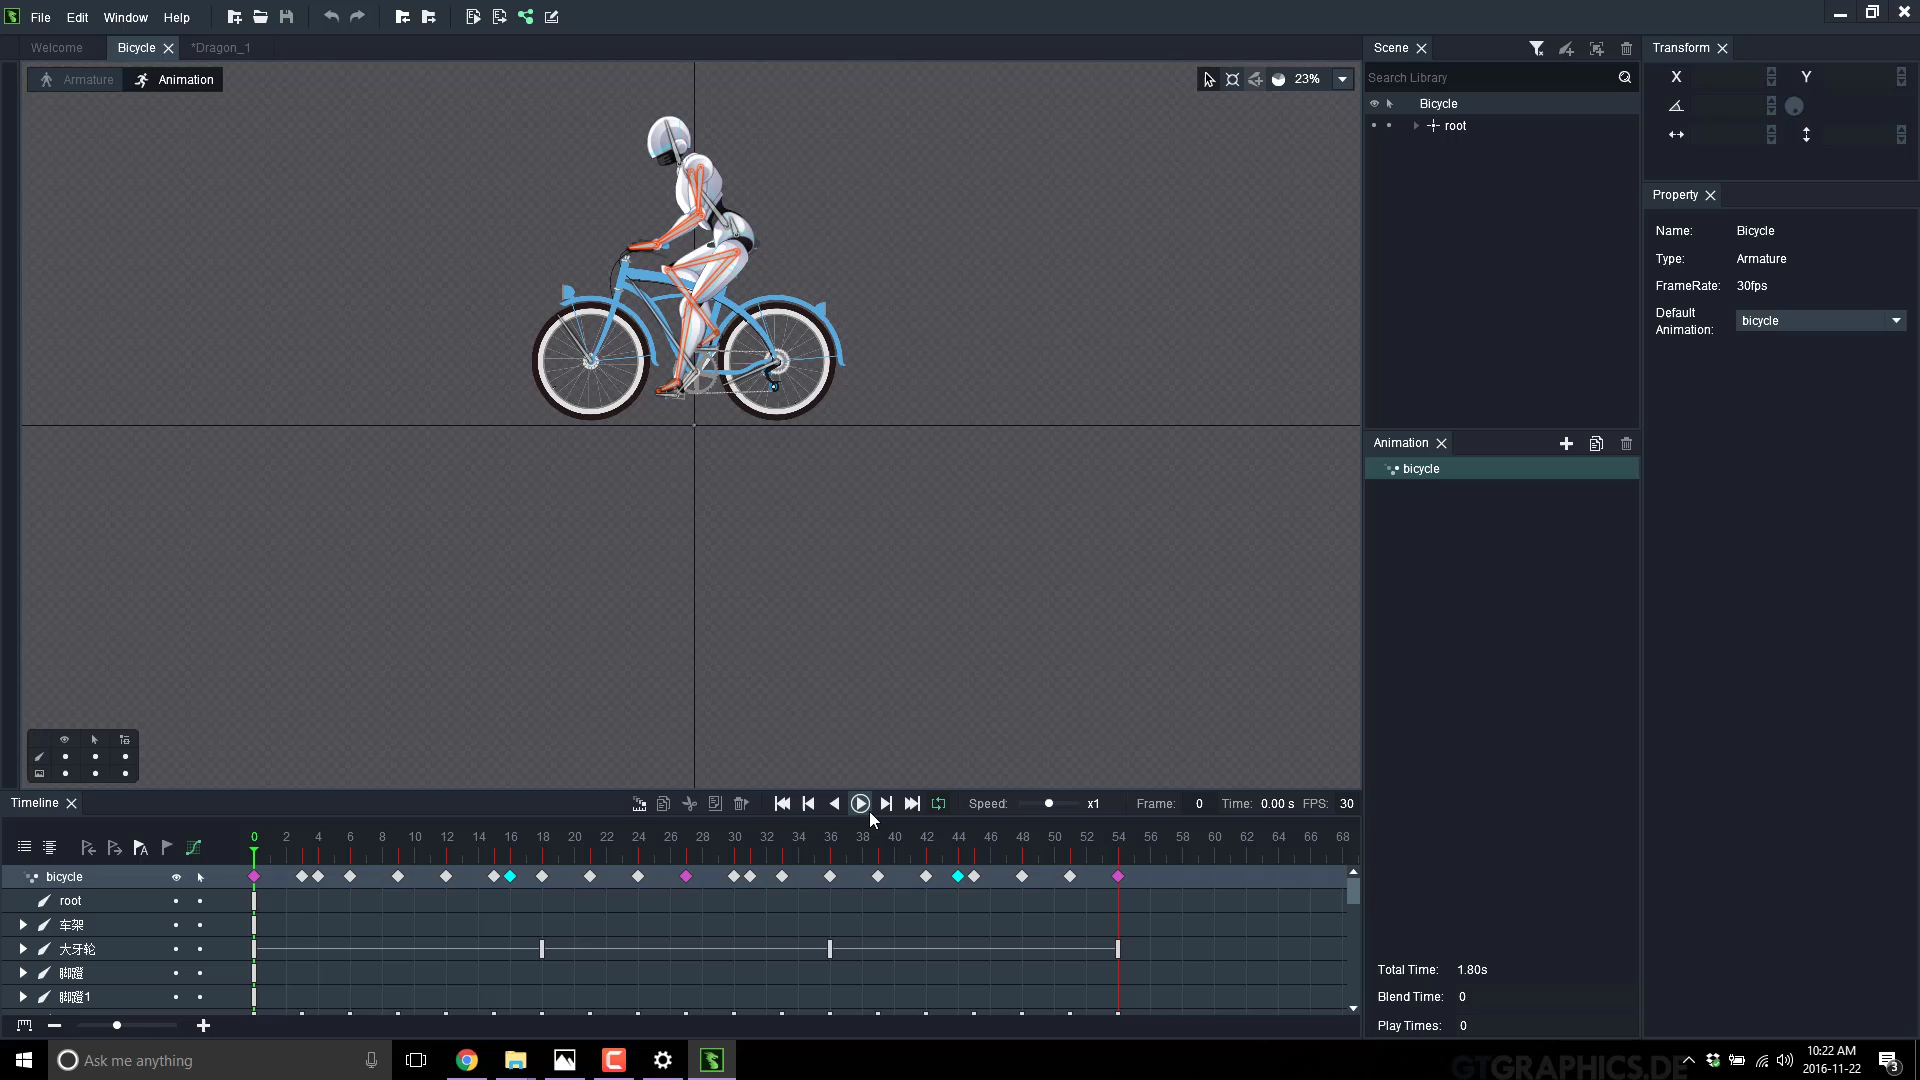 File Edit Window Help
Welcome Bicycle *Dragon_1
Armature Animation
23%
Scene
Search Library
Bicycle
root
Transform
X Y
Property
Name: Bicycle
Type: Armature
FrameRate: 30fps
Default Animation: bicycle
Animation
bicycle
Total Time: 1.80s
Blend Time: 0
Play Times: 0
Timeline
Speed: x1 Frame: 0 Time: 0.00 s FPS: 30
0 2 4 6 8 10 12 14 16 18 20 22 24 26 28 30 32 34 36 38 40 42 44 46 48 50 52 54 56 58 60 62 64 66 68
bicycle
root
车架
大牙轮
脚蹬
脚蹬1
Ask me anything
GTGRAPHICS.DE
10:22 AM
2016-11-22
3